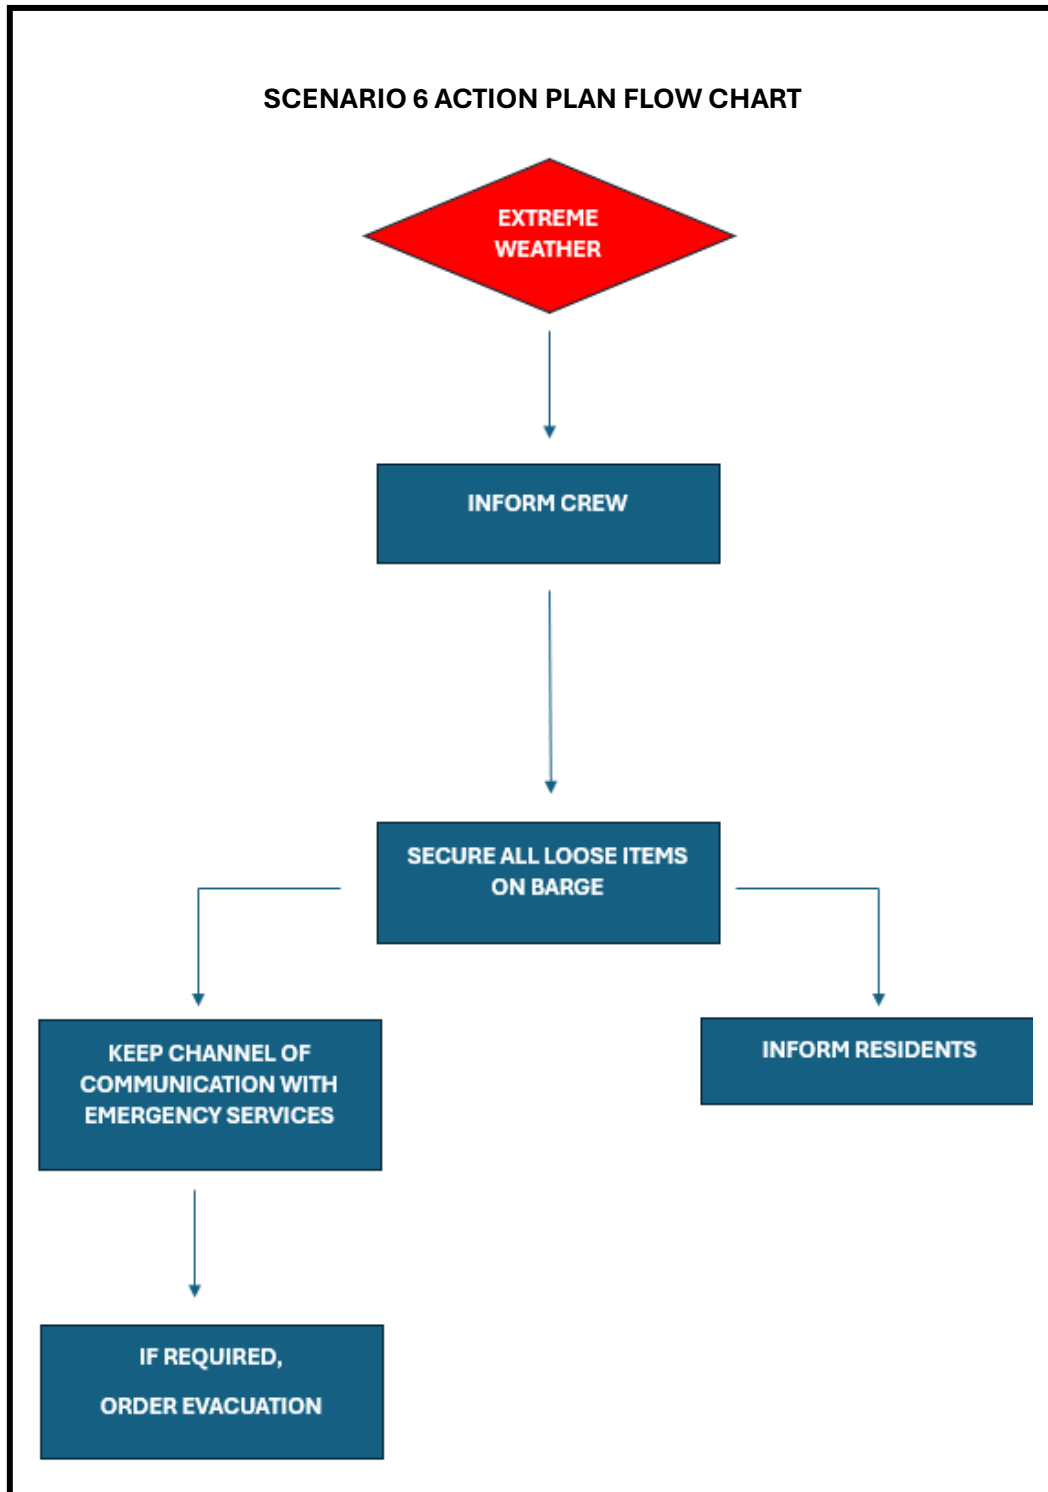 SCENARIO 6 ACTION PLAN FLOW CHART
EXTREME
WEATHER
INFORM CREW
SECURE ALL LOOSE ITEMS
ON BARGE
KEEP CHANNEL OF
COMMUNICATION WITH
EMERGENCY SERVICES
INFORM RESIDENTS
IF REQUIRED,
ORDER EVACUATION